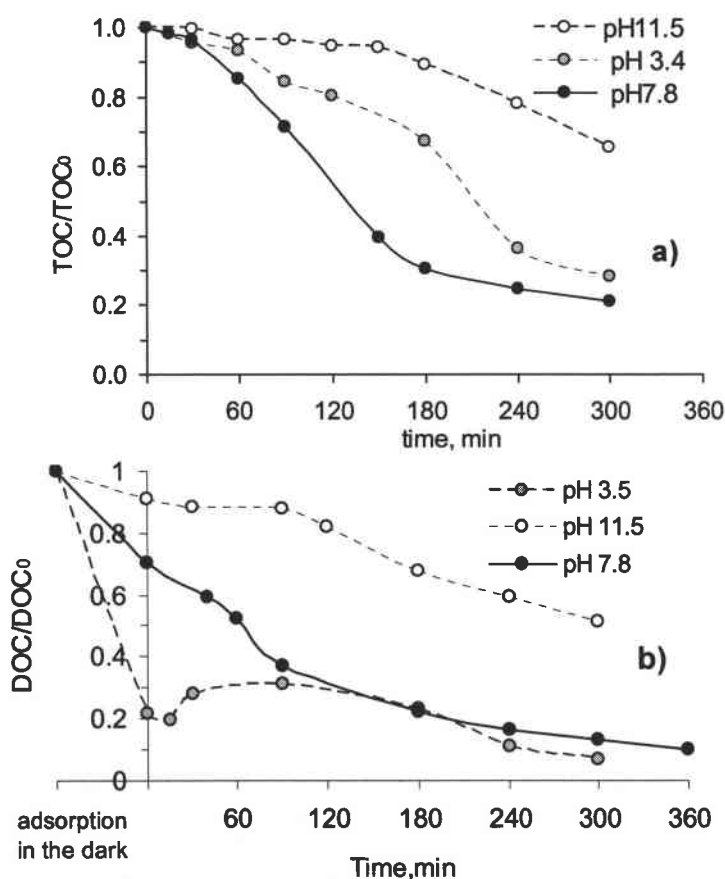 1.0
0.8
0.6
0.4
0.2
0.0
TOC/TOC0
pH11.5
pH 3.4
pH7.8
a)
0 60 120 180 240 300 360
time, min
1
0.8
0.6
0.4
0.2
0
DOC/DOC0
pH 3.5
pH 11.5
pH 7.8
b)
60 120 180 240 300 360
adsorption
in the dark
Time,min